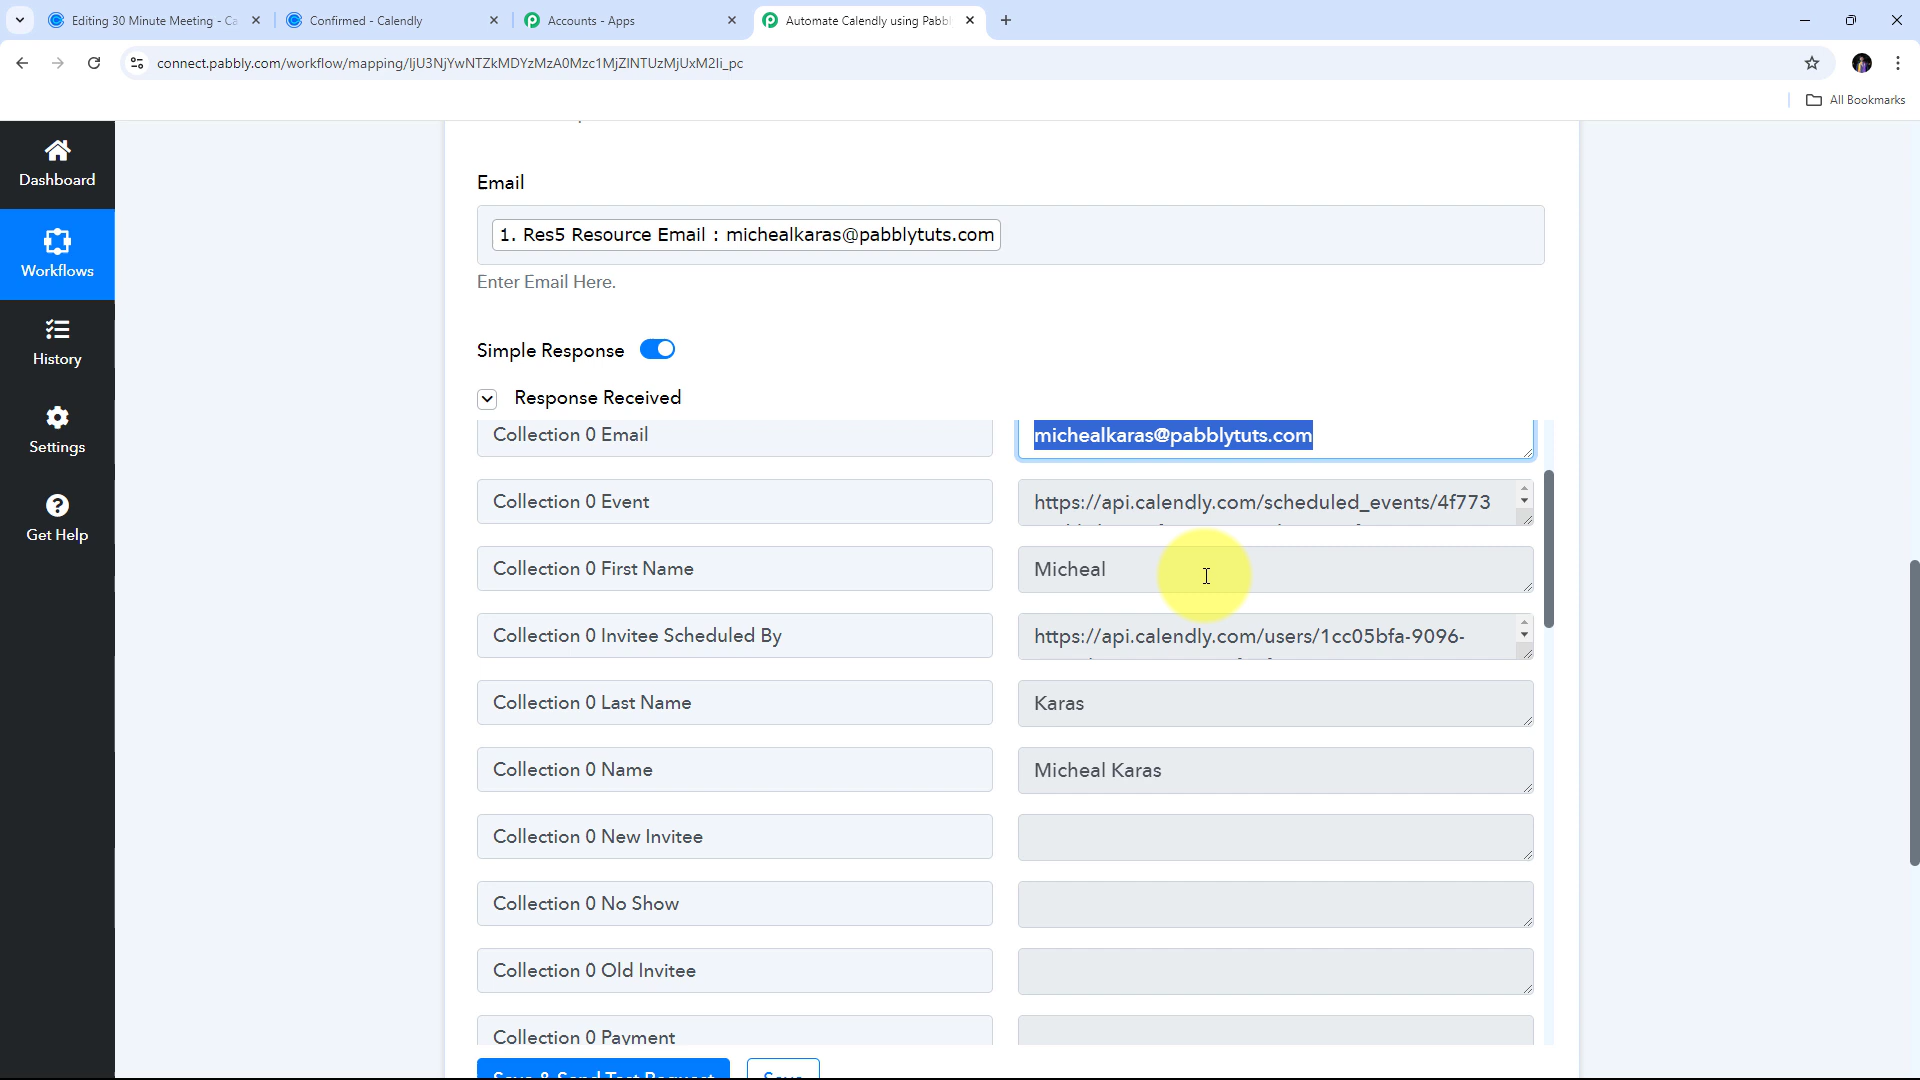 Editing 30 Minute Meeting - Ca
Confirmed - Calendly
Accounts - Apps
Automate Calendly using Pabbl
connect.pabbly.com/workflow/mapping/IjU3NjYwNTZkMDYzMzA0Mzc1MjZlNTUzMjUxM2Ii_pc
All Bookmarks
Dashboard
Workflows
History
Settings
Get Help
Email
1. Res5 Resource Email : michealkaras@pabblytuts.com
Enter Email Here.
Simple Response
Response Received
Collection 0 Email
michealkaras@pabblytuts.com
Collection 0 Event
https://api.calendly.com/scheduled_events/4f773
Collection 0 First Name
Micheal
Collection 0 Invitee Scheduled By
https://api.calendly.com/users/1cc05bfa-9096-
Collection 0 Last Name
Karas
Collection 0 Name
Micheal Karas
Collection 0 New Invitee
Collection 0 No Show
Collection 0 Old Invitee
Collection 0 Payment
Save & Send Test Request
Save